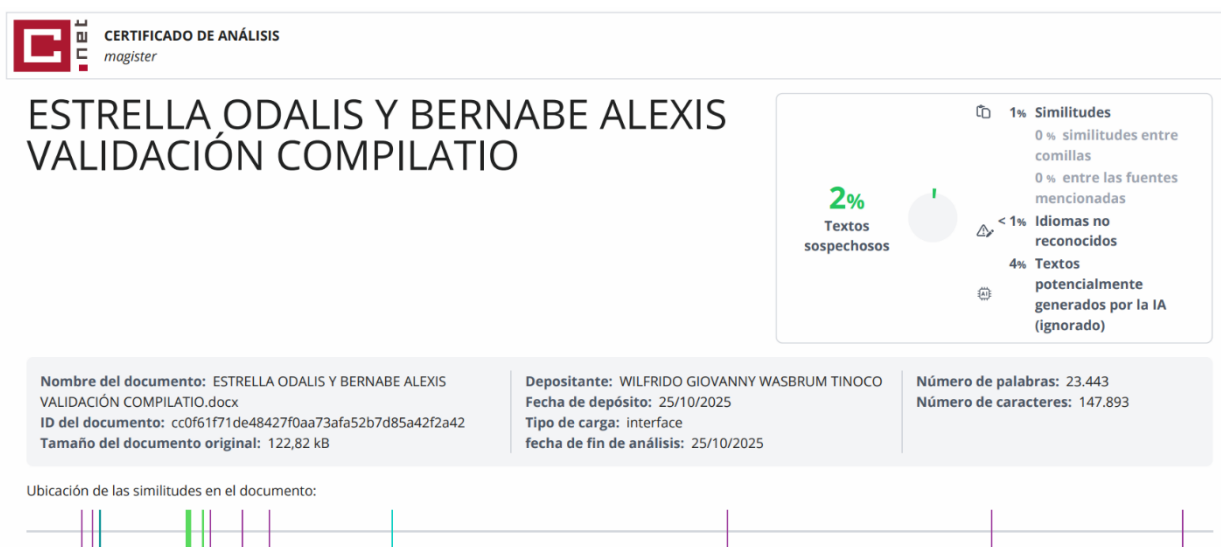 .net
CERTIFICADO DE ANÁLISIS
magister
ESTRELLA ODALIS Y BERNABE ALEXIS
VALIDACIÓN COMPILATIO
2%
Textos
sospechosos
1% Similitudes
0 % similitudes entre
comillas
0 % entre las fuentes
mencionadas
< 1% Idiomas no
reconocidos
AI
4% Textos
potencialmente
generados por la IA
(ignorado)
Nombre del documento: ESTRELLA ODALIS Y BERNABE ALEXIS
VALIDACIÓN COMPILATIO.docx
ID del documento: cc0f61f71de48427f0aa73afa52b7d85a42f2a42
Tamaño del documento original: 122,82 kB
Depositante: WILFRIDO GIOVANNY WASBRUM TINOCO
Fecha de depósito: 25/10/2025
Tipo de carga: interface
fecha de fin de análisis: 25/10/2025
Número de palabras: 23.443
Número de caracteres: 147.893
Ubicación de las similitudes en el documento: